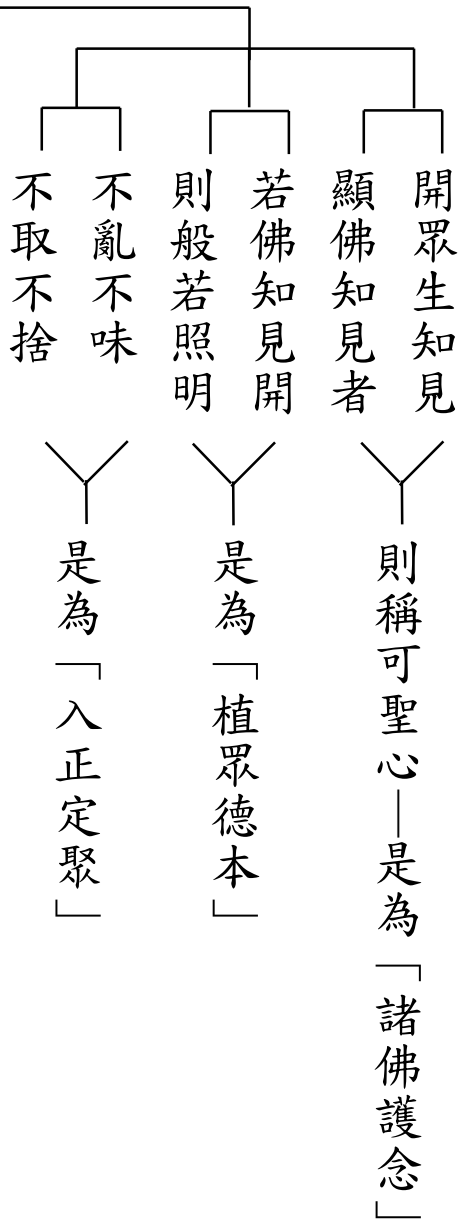 開眾生知見
顯佛知見者
則稱可聖心—是為「諸佛護念」
若佛知見開
則般若照明
是為「植眾德本」
不亂不味
不取不捨
是為「入正定聚」